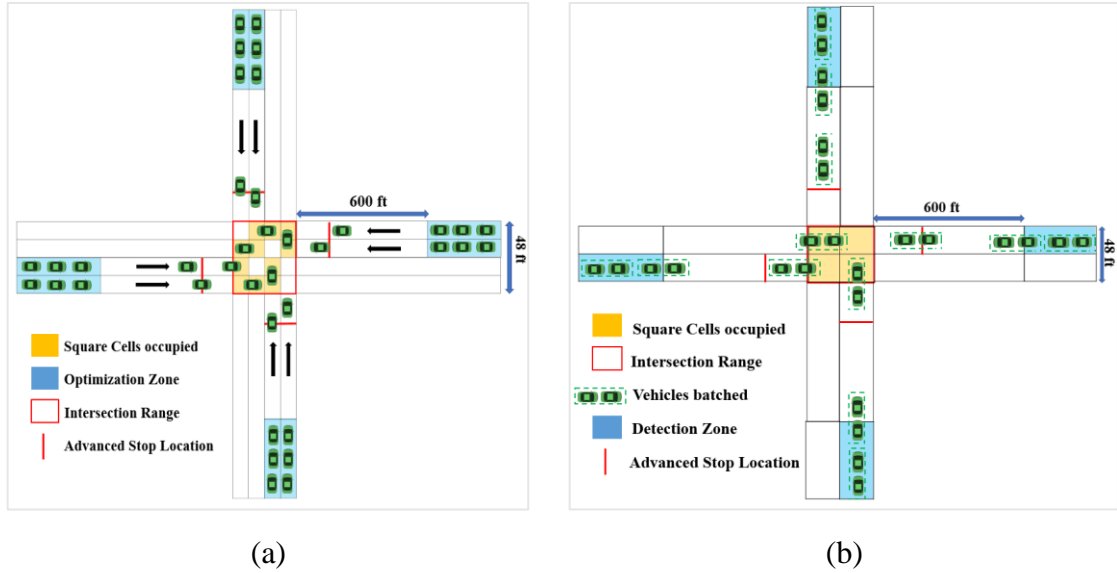 600 ft
48 ft
Square Cells occupied
Optimization Zone
Intersection Range
Advanced Stop Location
(a)
600 ft
48 ft
Square Cells occupied
Intersection Range
Vehicles batched
Detection Zone
Advanced Stop Location
(b)